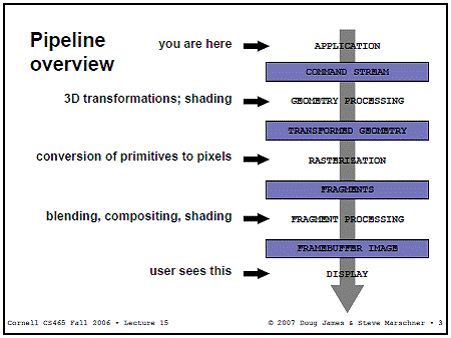 Pipeline
overview
you are here
APPLICATION
COMMAND STREAM
3D transformations; shading
GEOMETRY PROCESSING
TRANSFORMED GEOMETRY
conversion of primitives to pixels
RASTERIZATION
FRAGMENTS
blending, compositing, shading
FRAGMENT PROCESSING
FRAMEBUFFER IMAGE
user sees this
DISPLAY
Cornell CS465 Fall 2006 • Lecture 15
© 2007 Doug James & Steve Marschner • 3